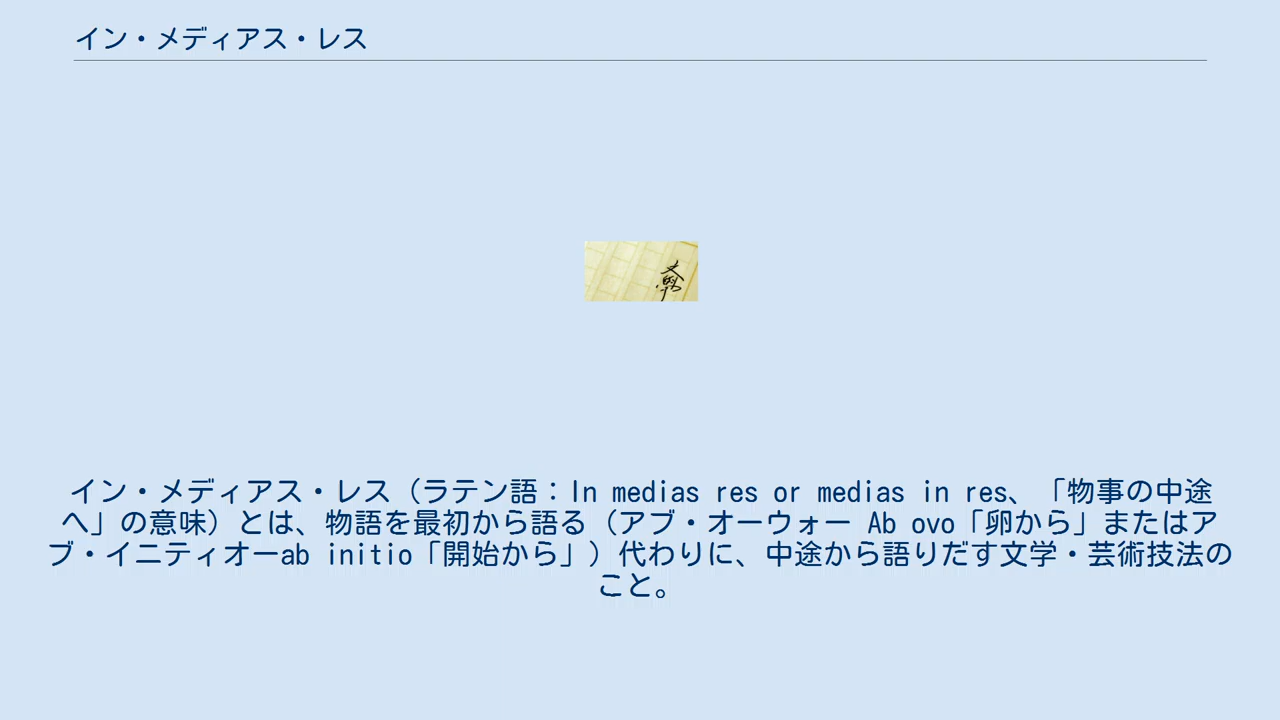 イン・メディアス・レス
イン・メディアス・レス（ラテン語：In medias res or medias in res、「物事の中途
へ」の意味）とは、物語を最初から語る（アブ・オーウォー Ab ovo「卵から」またはア
ブ・イニティオーab initio「開始から」）代わりに、中途から語りだす文学・芸術技法の
こと。